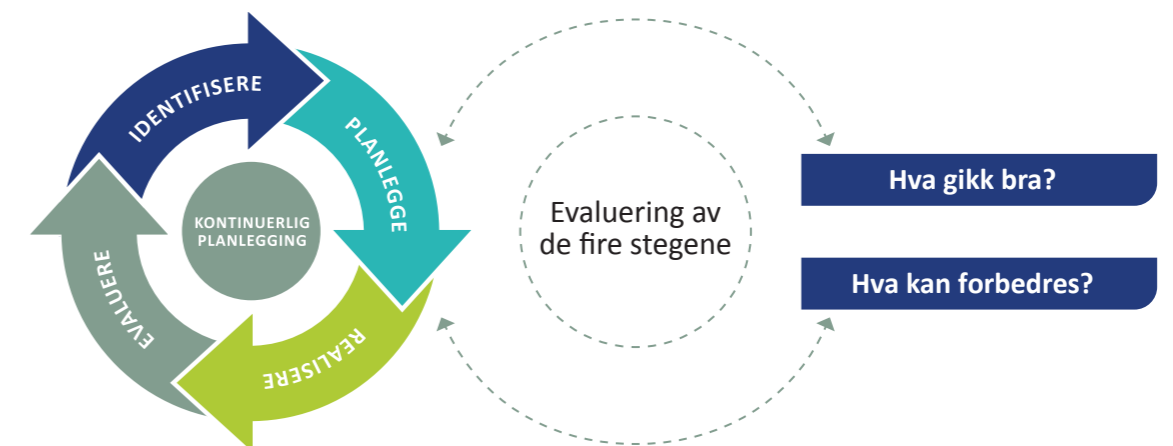 IDENTIFISERE
PLANLEGGE
REALISERE
EVALUERE
KONTINUERLIG
PLANLEGGING
Evaluering av
de fire stegene
Hva gikk bra?
Hva kan forbedres?